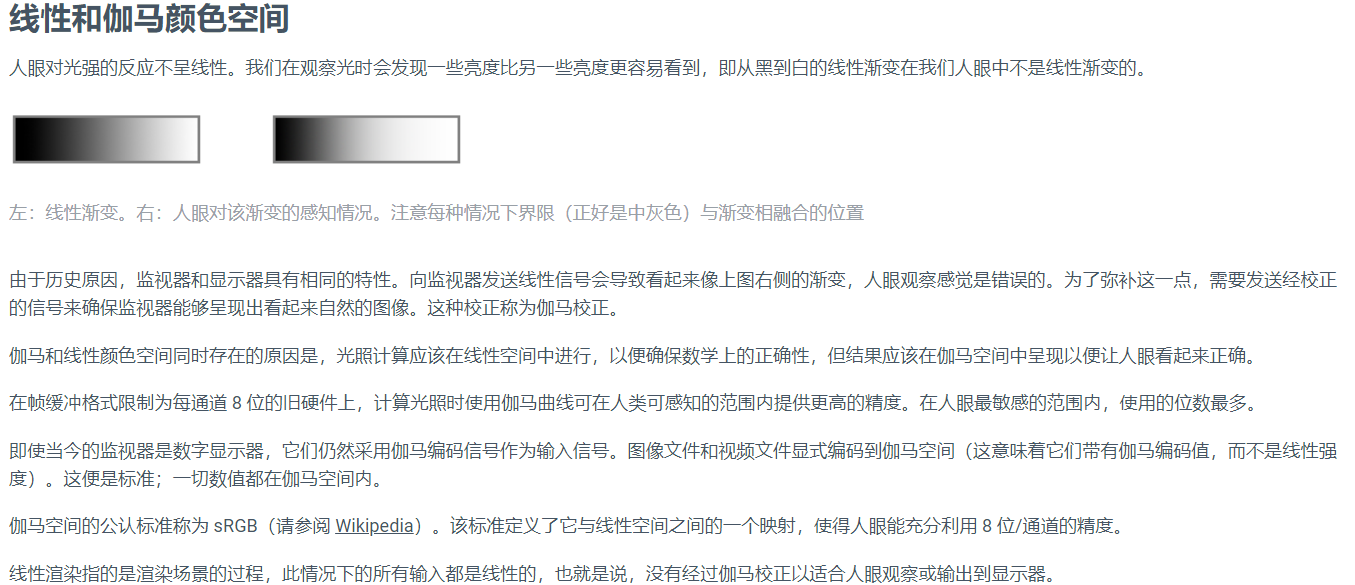 线性和伽马颜色空间
人眼对光强的反应不呈线性。我们在观察光时会发现一些亮度比另一些亮度更容易看到，即从黑到白的线性渐变在我们人眼中不是线性渐变的。
左：线性渐变。右：人眼对该渐变的感知情况。注意每种情况下界限（正好是中灰色）与渐变相融合的位置
由于历史原因，监视器和显示器具有相同的特性。向监视器发送线性信号会导致看起来像上图右侧的渐变，人眼观察感觉是错误的。为了弥补这一点，需要发送经校正
的信号来确保监视器能够呈现出看起来自然的图像。这种校正称为伽马校正。
伽马和线性颜色空间同时存在的原因是，光照计算应该在线性空间中进行，以便确保数学上的正确性，但结果应该在伽马空间中呈现以便让人眼看起来正确。
在帧缓冲格式限制为每通道 8 位的旧硬件上，计算光照时使用伽马曲线可在人类可感知的范围内提供更高的精度。在人眼最敏感的范围内，使用的位数最多。
即使当今的监视器是数字显示器，它们仍然采用伽马编码信号作为输入信号。图像文件和视频文件显式编码到伽马空间（这意味着它们带有伽马编码值，而不是线性强
度）。这便是标准；一切数值都在伽马空间内。
伽马空间的公认标准称为 sRGB（请参阅 Wikipedia）。该标准定义了它与线性空间之间的一个映射，使得人眼能充分利用 8 位/通道的精度。
线性渲染指的是渲染场景的过程，此情况下的所有输入都是线性的，也就是说，没有经过伽马校正以适合人眼观察或输出到显示器。